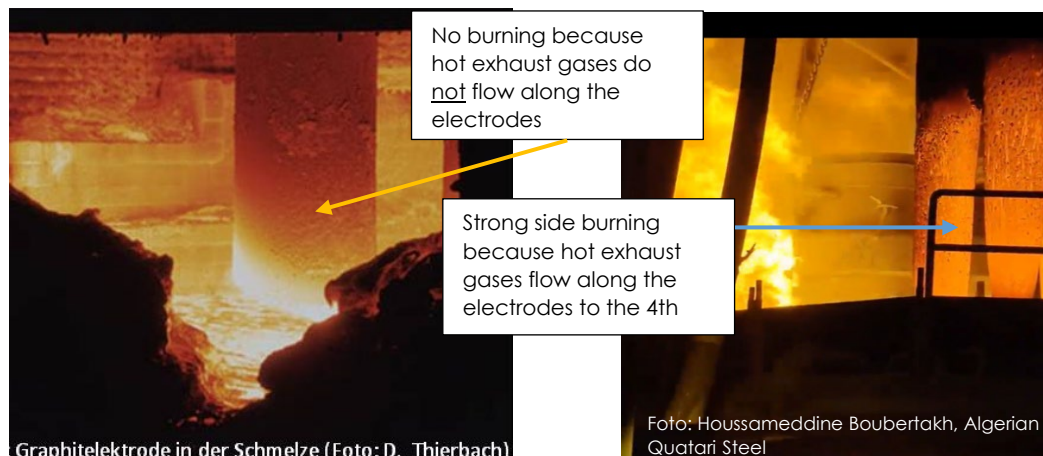 No burning because
hot exhaust gases do
not flow along the
electrodes
Strong side burning
because hot exhaust
gases flow along the
electrodes to the 4th
Graphitelektrode in der Schmelze (Foto: D. Thierbach)
Foto: Houssameddine Boubertakh, Algerian
Quatari Steel